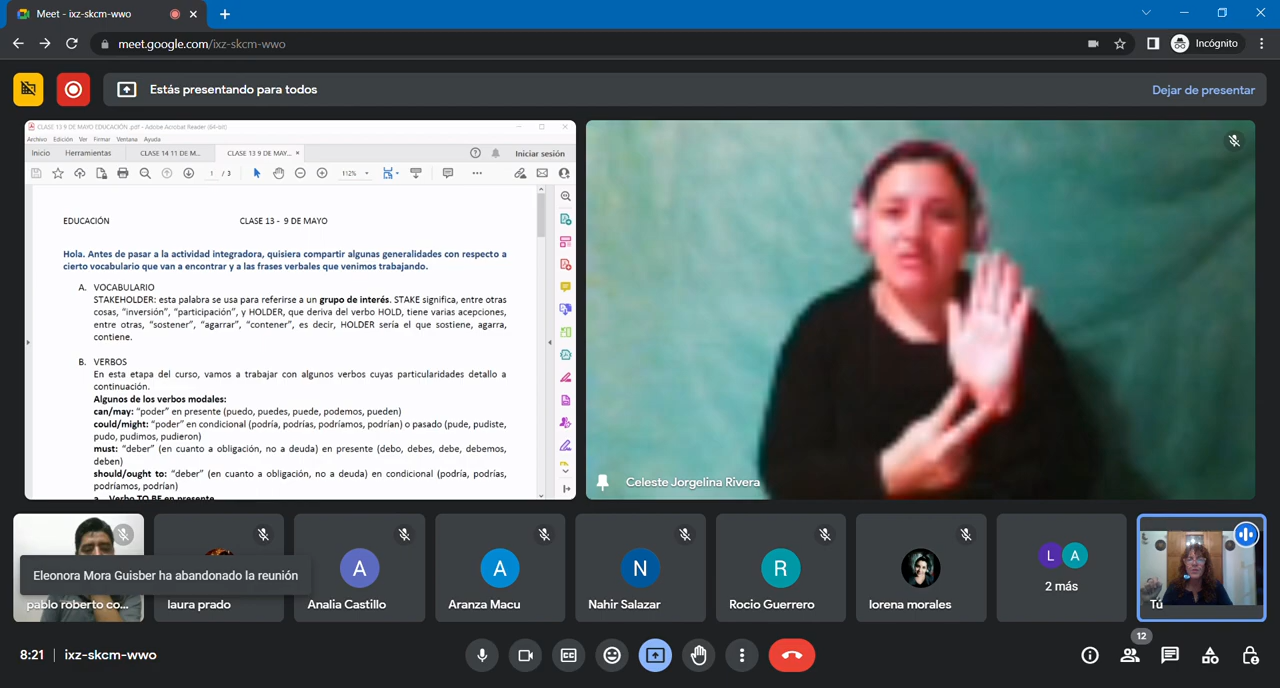 Meet - ixz-skcm-wwo
meet.google.com/ixz-skcm-wwo
Incógnito
Estás presentando para todos
Dejar de presentar
CLASE 13 9 DE MAYO EDUCACIÓN .pdf - Adobe Acrobat Reader (64-bit)
Archivo Edición Ver Firmar Ventana Ayuda
Inicio Herramientas CLASE 14 11 DE M... CLASE 13 9 DE MAY... × Iniciar sesión
1 / 3 112%
EDUCACIÓN CLASE 13 - 9 DE MAYO
Hola. Antes de pasar a la actividad integradora, quisiera compartir algunas generalidades con respecto a
cierto vocabulario que van a encontrar y a las frases verbales que venimos trabajando.
A. VOCABULARIO
STAKEHOLDER: esta palabra se usa para referirse a un grupo de interés. STAKE significa, entre otras
cosas, “inversión”, “participación”, y HOLDER, que deriva del verbo HOLD, tiene varias acepciones,
entre otras, “sostener”, “agarrar”, “contener”, es decir, HOLDER sería el que sostiene, agarra,
contiene.
B. VERBOS
En esta etapa del curso, vamos a trabajar con algunos verbos cuyas particularidades detallo a
continuación.
Algunos de los verbos modales:
can/may: “poder” en presente (puedo, puedes, puede, podemos, pueden)
could/might: “poder” en condicional (podría, podrías, podríamos, podrían) o pasado (pude, pudiste,
pudo, pudimos, pudieron)
must: “deber” (en cuanto a obligación, no a deuda) en presente (debo, debes, debe, debemos,
deben)
should/ought to: “deber” (en cuanto a obligación, no a deuda) en condicional (podría, podrías,
podríamos, podrían)
a. Verbo TO BE en presente
Celeste Jorgelina Rivera
Eleonora Mora Guisber ha abandonado la reunión
pablo roberto co...
laura prado
A
Analia Castillo
A
Aranza Macu
N
Nahir Salazar
R
Rocio Guerrero
lorena morales
L A
2 más
Tú
8:21 | ixz-skcm-wwo
12